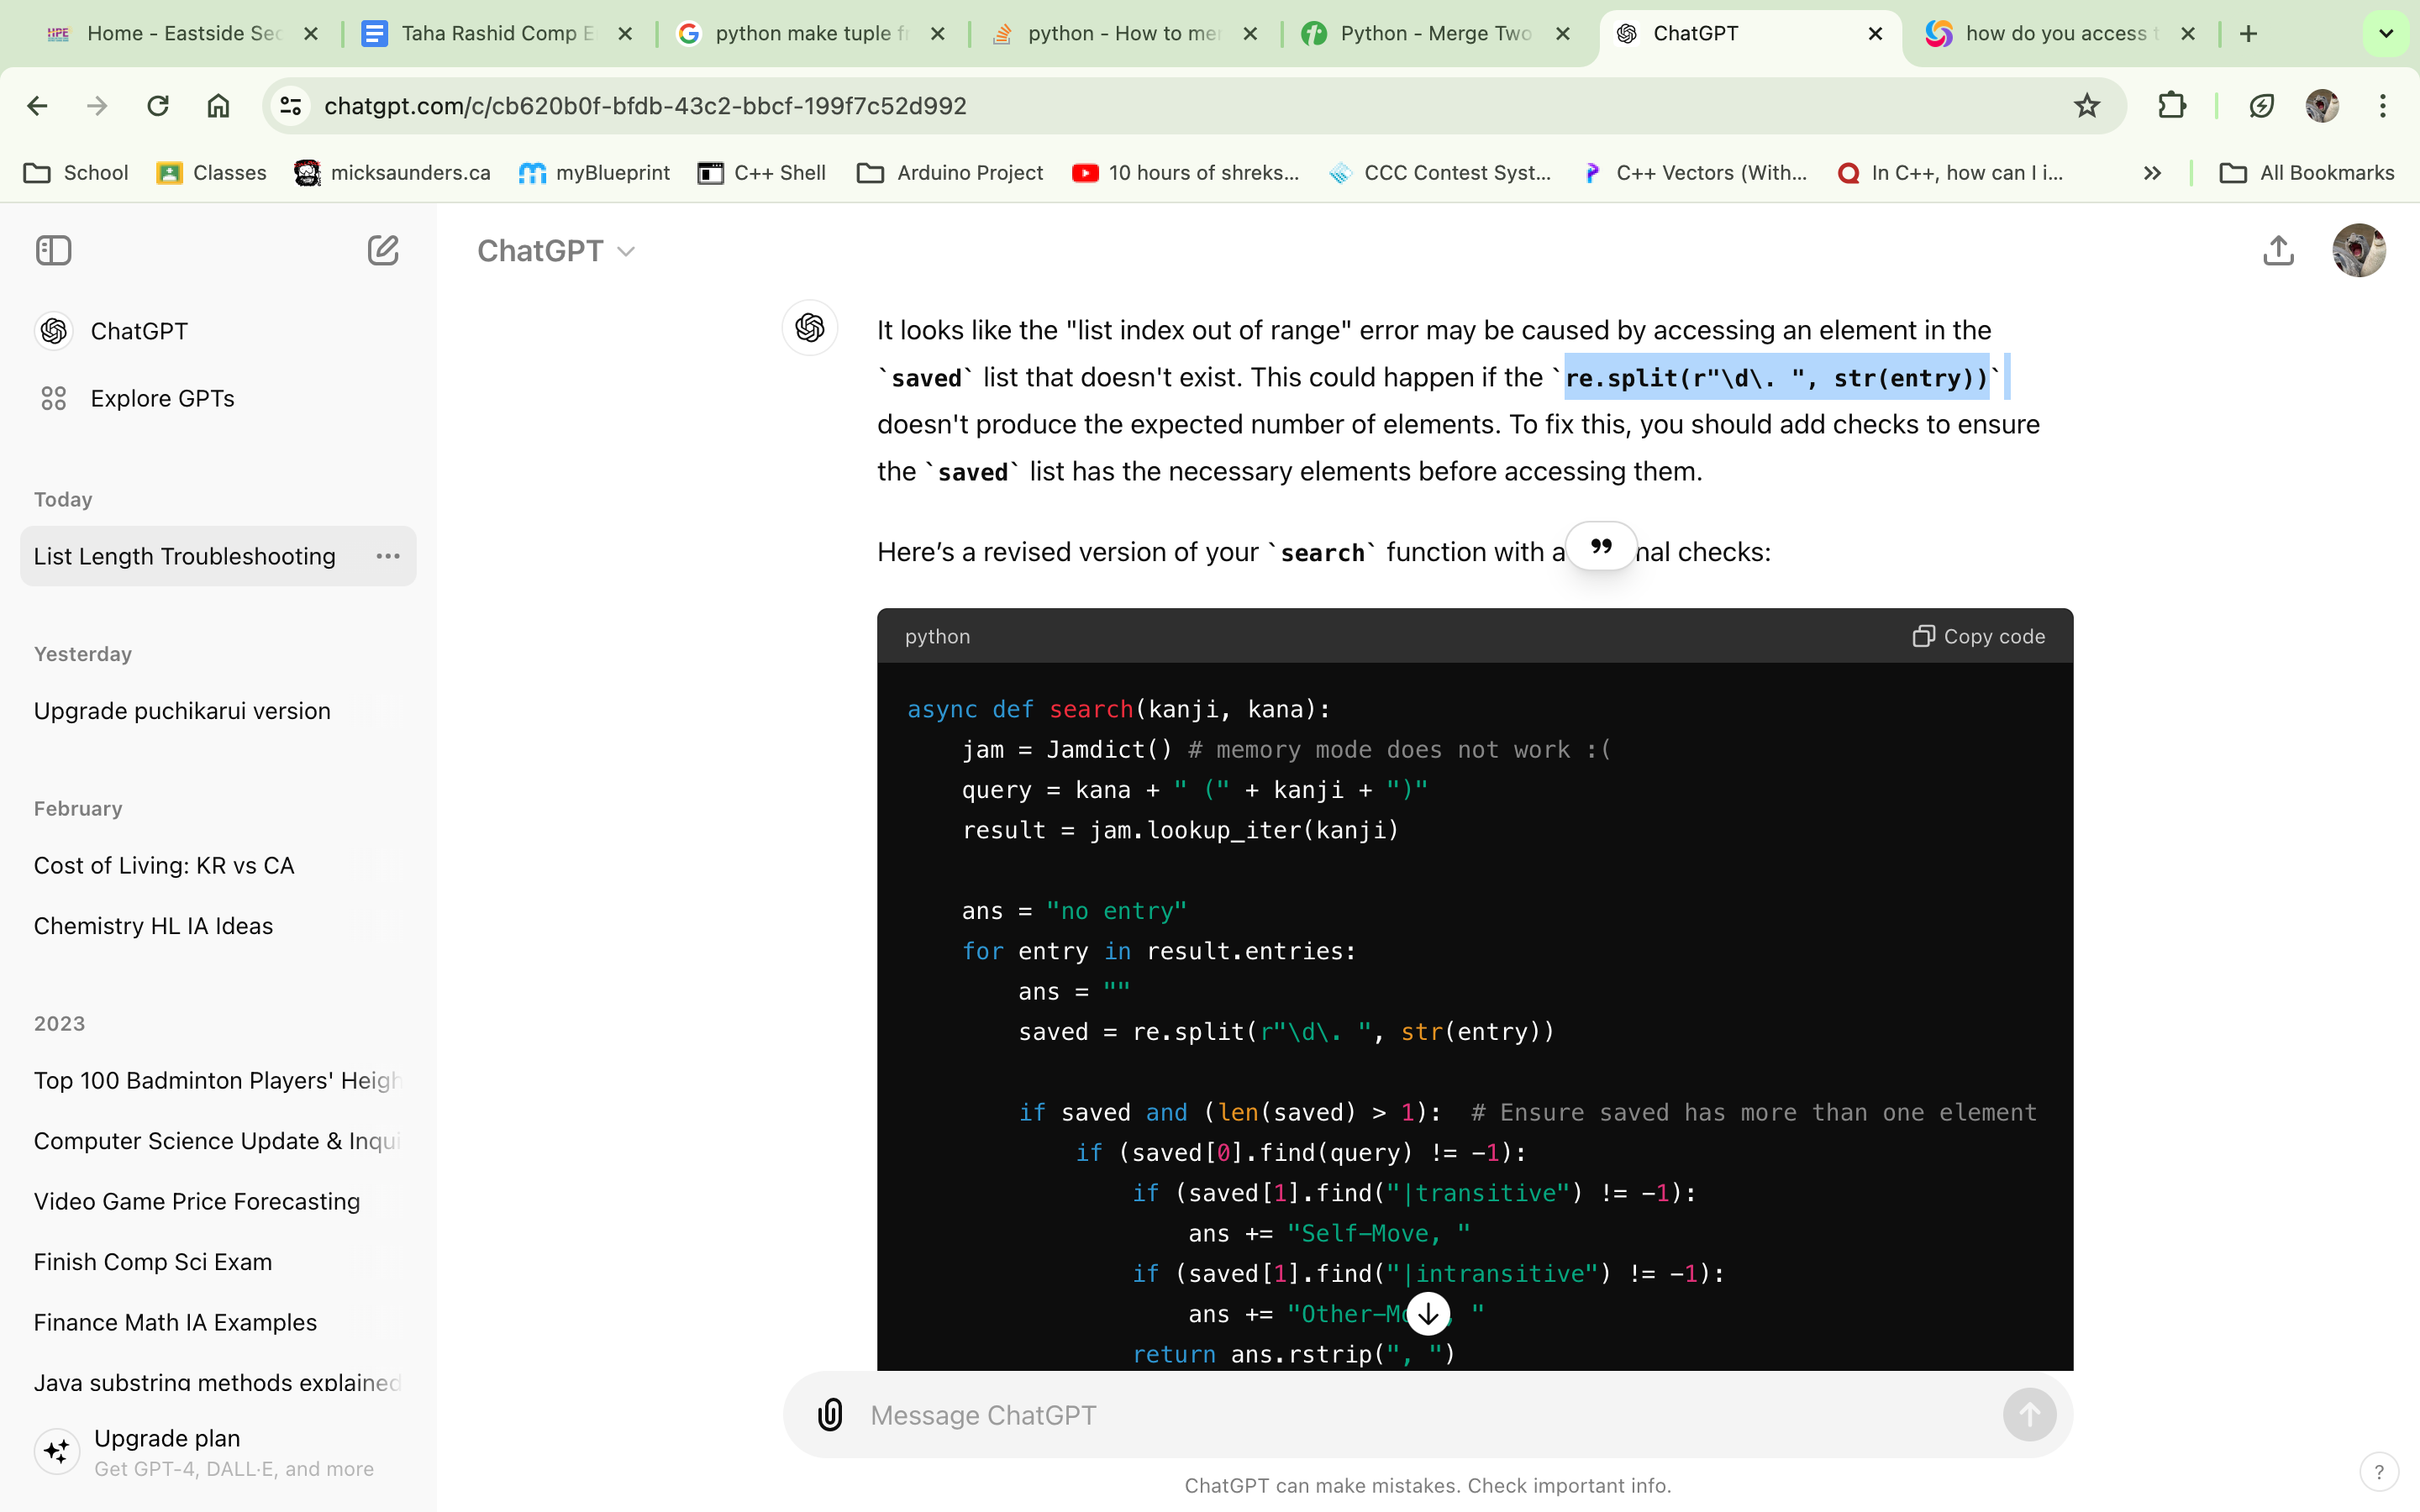 Home - Eastside Sec
Taha Rashid Comp E
python make tuple f
python - How to mer
Python - Merge Two
ChatGPT
how do you access t
chatgpt.com/c/cb620b0f-bfdb-43c2-bbcf-199f7c52d992
School
Classes
micksaunders.ca
myBlueprint
C++ Shell
Arduino Project
10 hours of shreks...
CCC Contest Syst...
C++ Vectors (With...
In C++, how can I i...
All Bookmarks
ChatGPT
Explore GPTs
Today
List Length Troubleshooting
Yesterday
Upgrade puchikarui version
February
Cost of Living: KR vs CA
Chemistry HL IA Ideas
2023
Top 100 Badminton Players' Heigh
Computer Science Update & Inqui
Video Game Price Forecasting
Finish Comp Sci Exam
Finance Math IA Examples
Java substring methods explained
Upgrade plan
Get GPT-4, DALL·E, and more
ChatGPT
It looks like the "list index out of range" error may be caused by accessing an element in the
`saved` list that doesn't exist. This could happen if the `re.split(r"\d\. ", str(entry))`
doesn't produce the expected number of elements. To fix this, you should add checks to ensure
the `saved` list has the necessary elements before accessing them.
Here’s a revised version of your `search` function with a nal checks:
python
Copy code
async def search(kanji, kana):
    jam = Jamdict() # memory mode does not work :(
    query = kana + " (" + kanji + ")"
    result = jam.lookup_iter(kanji)
    ans = "no entry"
    for entry in result.entries:
        ans = ""
        saved = re.split(r"\d\. ", str(entry))
        if saved and (len(saved) > 1):  # Ensure saved has more than one element
            if (saved[0].find(query) != -1):
                if (saved[1].find("|transitive") != -1):
                    ans += "Self-Move, "
                if (saved[1].find("|intransitive") != -1):
                    ans += "Other-Mo , "
                return ans.rstrip(", ")
Message ChatGPT
ChatGPT can make mistakes. Check important info.
?